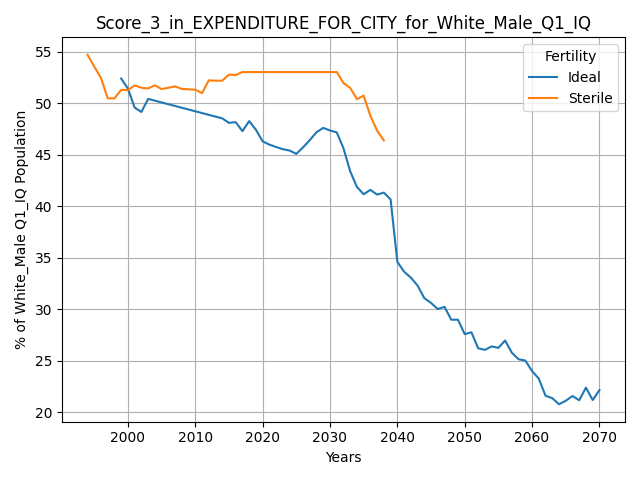 Score_3_in_EXPENDITURE_FOR_CITY_for_White_Male_Q1_IQ
Fertility
Ideal
Sterile
% of White_Male Q1_IQ Population
55
50
45
40
35
30
25
20
2000
2010
2020
2030
2040
2050
2060
2070
Years